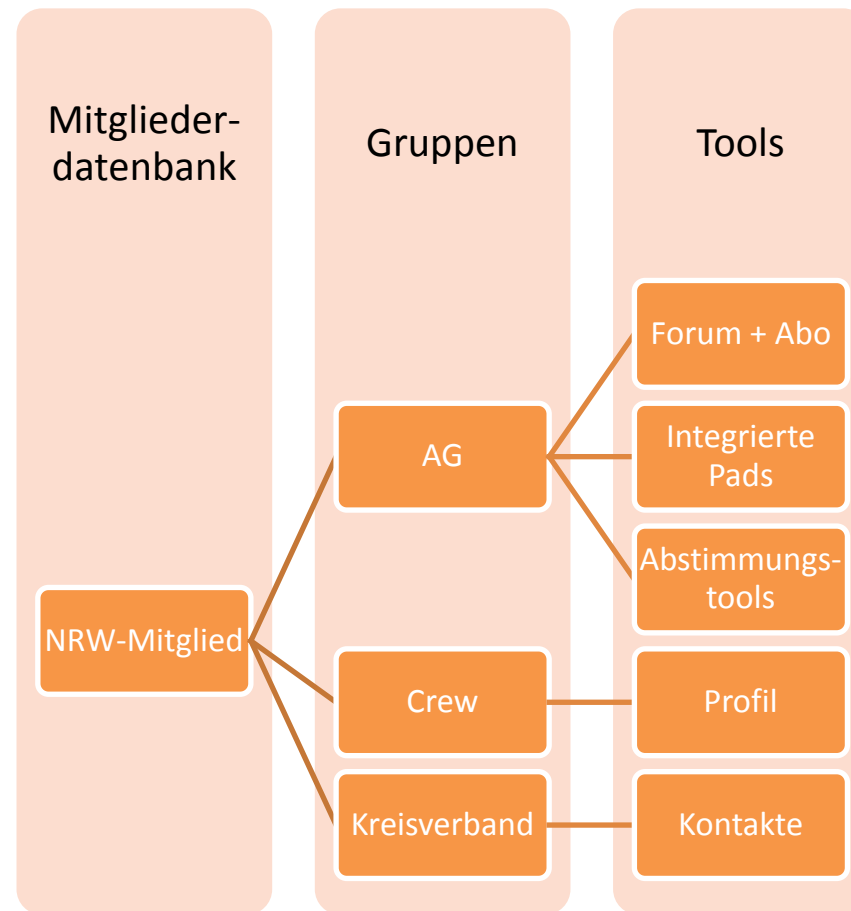 Mitglieder-
datenbank
Gruppen
Tools
NRW-Mitglied
AG
Crew
Kreisverband
Forum + Abo
Integrierte
Pads
Abstimmungs-
tools
Profil
Kontakte